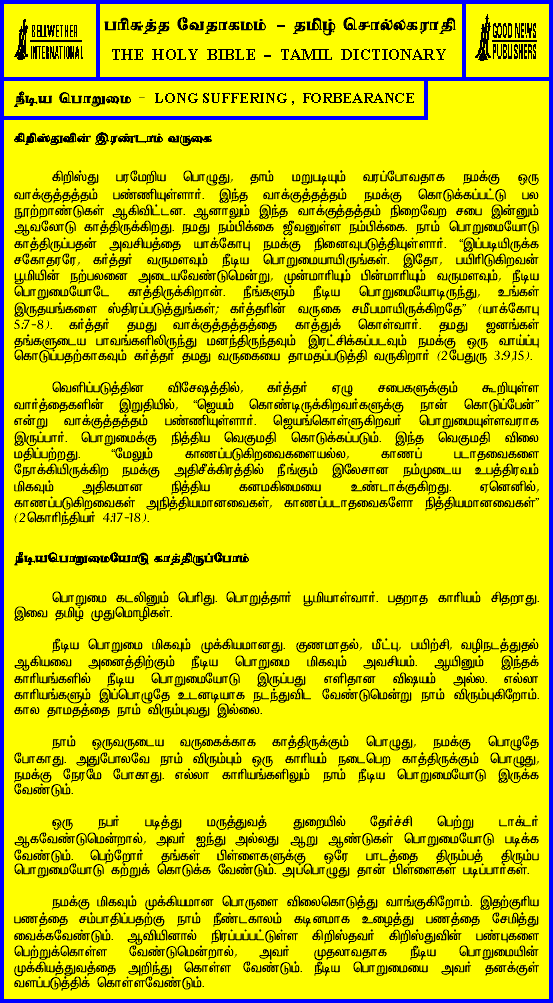 BELLWETHER
INTERNATIONAL
பரிசுத்த வேதாகமம் – தமிழ் சொல்லகராதி
THE HOLY BIBLE – TAMIL DICTIONARY
GOOD NEWS
PUBLISHERS
நீடிய பொறுமை – LONG SUFFERING , FORBEARANCE
கிறிஸ்துவின் இரண்டாம் வருகை
கிறிஸ்து பரமேறிய பொழுது, தாம் மறுபடியும் வரப்போவதாக நமக்கு ஒரு
வாக்குத்தத்தம் பண்ணியுள்ளார். இந்த வாக்குத்தத்தம் நமக்கு கொடுக்கப்பட்டு பல
நூற்றாண்டுகள் ஆகிவிட்டன. ஆனாலும் இந்த வாக்குத்தத்தம் நிறைவேற சபை இன்னும்
ஆவலோடு காத்திருக்கிறது. நமது நம்பிக்கை ஜீவனுள்ள நம்பிக்கை. நாம் பொறுமையோடு
காத்திருப்பதன் அவசியத்தை யாக்கோபு நமக்கு நினைவுபடுத்தியுள்ளார். “இப்படியிருக்க
சகோதரரே, கர்த்தர் வருமளவும் நீடிய பொறுமையாயிருங்கள். இதோ, பயிரிடுகிறவன்
பூமியின் நற்பலனை அடையவேண்டுமென்று, முன்மாரியும் பின்மாரியும் வருமளவும், நீடிய
பொறுமையோடே காத்திருக்கிறான். நீங்களும் நீடிய பொறுமையோடிருந்து, உங்கள்
இருதயங்களை ஸ்திரப்படுத்துங்கள்; கர்த்தரின் வருகை சமீபமாயிருக்கிறதே” (யாக்கோபு
5:7-8). கர்த்தர் தமது வாக்குத்தத்தத்தை காத்துக் கொள்வார். தமது ஜனங்கள்
தங்களுடைய பாவங்களிலிருந்து மனந்திருந்தவும் இரட்சிக்கப்படவும் நமக்கு ஒரு வாய்ப்பு
கொடுப்பதற்காகவும் கர்த்தர் தமது வருகையை தாமதப்படுத்தி வருகிறார் (2பேதுரு 3:9,15).
வெளிப்படுத்தின விசேஷத்தில், கர்த்தர் ஏழு சபைகளுக்கும் கூறியுள்ள
வார்த்தைகளின் இறுதியில், “ஜெயம் கொண்டிருக்கிறவர்களுக்கு நான் கொடுப்பேன்”
என்று வாக்குத்தத்தம் பண்ணியுள்ளார். ஜெயங்கொள்ளுகிறவர் பொறுமையுள்ளவராக
இருப்பார். பொறுமைக்கு நித்திய வெகுமதி கொடுக்கப்படும். இந்த வெகுமதி விலை
மதிப்பற்றது. “மேலும் காணப்படுகிறவைகளையல்ல, காணப் படாதவைகளை
நோக்கியிருக்கிற நமக்கு அதிசீக்கிரத்தில் நீங்கும் இலேசான நம்முடைய உபத்திரவம்
மிகவும் அதிகமான நித்திய கனமகிமையை உண்டாக்குகிறது. ஏனெனில்,
காணப்படுகிறவைகள் அநித்தியமானவைகள், காணப்படாதவைகளோ நித்தியமானவைகள்”
(2கொரிந்தியர் 4:17-18).
நீடியபொறுமையோடு காத்திருப்போம்
பொறுமை கடலினும் பெரிது. பொறுத்தார் பூமியாள்வார். பதறாத காரியம் சிதறாது.
இவை தமிழ் முதுமொழிகள்.
நீடிய பொறுமை மிகவும் முக்கியமானது. குணமாதல், மீட்பு, பயிற்சி, வழிநடத்துதல்
ஆகியவை அனைத்திற்கும் நீடிய பொறுமை மிகவும் அவசியம். ஆயினும் இந்தக்
காரியங்களில் நீடிய பொறுமையோடு இருப்பது எளிதான விஷயம் அல்ல. எல்லா
காரியங்களும் இப்பொழுதே உடனடியாக நடந்துவிட வேண்டுமென்று நாம் விரும்புகிறோம்.
கால தாமதத்தை நாம் விரும்புவது இல்லை.
நாம் ஒருவருடைய வருகைக்காக காத்திருக்கும் பொழுது, நமக்கு பொழுதே
போகாது. அதுபோலவே நாம் விரும்பும் ஒரு காரியம் நடைபெற காத்திருக்கும் பொழுது,
நமக்கு நேரமே போகாது. எல்லா காரியங்களிலும் நாம் நீடிய பொறுமையோடு இருக்க
வேண்டும்.
ஒரு நபர் படித்து மருத்துவத் துறையில் தேர்ச்சி பெற்று டாக்டர்
ஆகவேண்டுமென்றால், அவர் ஐந்து அல்லது ஆறு ஆண்டுகள் பொறுமையோடு படிக்க
வேண்டும். பெற்றோர் தங்கள் பிள்ளைகளுக்கு ஒரே பாடத்தை திரும்பத் திரும்ப
பொறுமையோடு கற்றுக் கொடுக்க வேண்டும். அப்பொழுது தான் பிள்ளைகள் படிப்பார்கள்.
நமக்கு மிகவும் முக்கியமான பொருளை விலைகொடுத்து வாங்குகிறோம். இதற்குரிய
பணத்தை சம்பாதிப்பதற்கு நாம் நீண்டகாலம் கடினமாக உழைத்து பணத்தை சேமித்து
வைக்கவேண்டும். ஆவியினால் நிரப்பப்பட்டுள்ள கிறிஸ்தவர் கிறிஸ்துவின் பண்புகளை
பெற்றுக்கொள்ள வேண்டுமென்றால், அவர் முதலாவதாக நீடிய பொறுமையின்
முக்கியத்துவத்தை அறிந்து கொள்ள வேண்டும். நீடிய பொறுமையை அவர் தனக்குள்
வளப்படுத்திக் கொள்ளவேண்டும்.